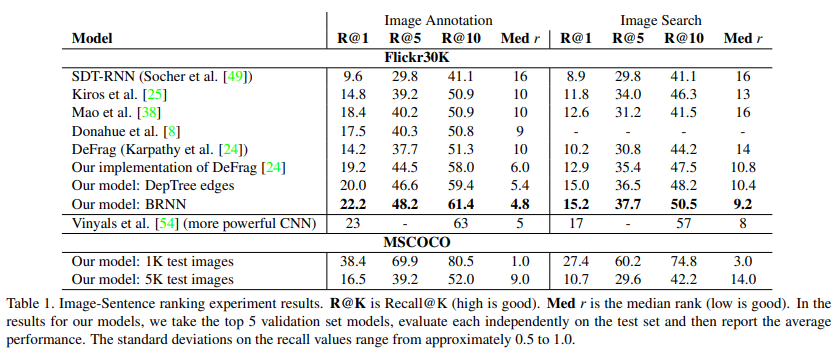 Image Annotation Image Search
Model R@1 R@5 R@10 Med r R@1 R@5 R@10 Med r
Flickr30K
SDT-RNN (Socher et al. [49]) 9.6 29.8 41.1 16 8.9 29.8 41.1 16
Kiros et al. [25] 14.8 39.2 50.9 10 11.8 34.0 46.3 13
Mao et al. [38] 18.4 40.2 50.9 10 12.6 31.2 41.5 16
Donahue et al. [8] 17.5 40.3 50.8 9 - - - -
DeFrag (Karpathy et al. [24]) 14.2 37.7 51.3 10 10.2 30.8 44.2 14
Our implementation of DeFrag [24] 19.2 44.5 58.0 6.0 12.9 35.4 47.5 10.8
Our model: DepTree edges 20.0 46.6 59.4 5.4 15.0 36.5 48.2 10.4
Our model: BRNN 22.2 48.2 61.4 4.8 15.2 37.7 50.5 9.2
Vinyals et al. [54] (more powerful CNN) 23 - 63 5 17 - 57 8
MSCOCO
Our model: 1K test images 38.4 69.9 80.5 1.0 27.4 60.2 74.8 3.0
Our model: 5K test images 16.5 39.2 52.0 9.0 10.7 29.6 42.2 14.0
Table 1. Image-Sentence ranking experiment results. R@K is Recall@K (high is good). Med r is the median rank (low is good). In the
results for our models, we take the top 5 validation set models, evaluate each independently on the test set and then report the average
performance. The standard deviations on the recall values range from approximately 0.5 to 1.0.